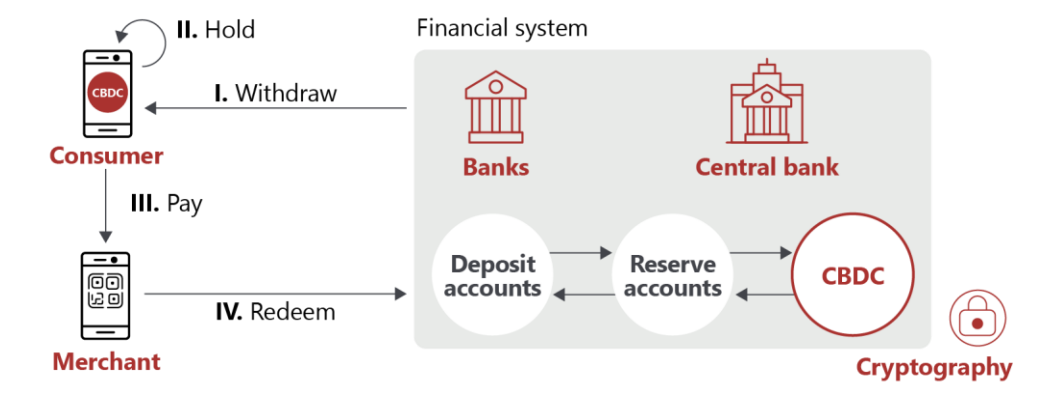 II. Hold
Financial system
CBDC
I. Withdraw
Consumer
Banks
Central bank
III. Pay
Deposit
accounts
Reserve
accounts
CBDC
IV. Redeem
Merchant
Cryptography